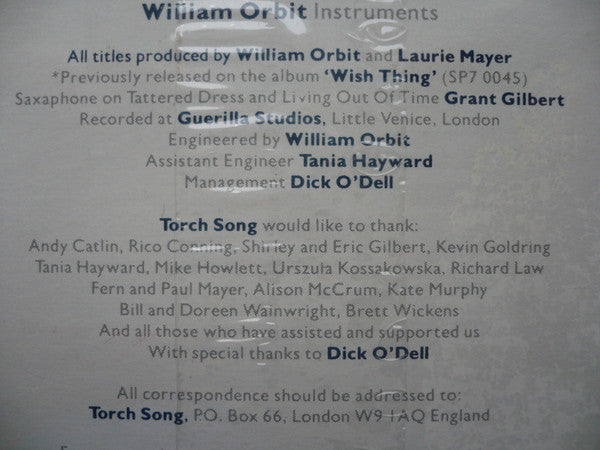 William Orbit Instruments
All titles produced by William Orbit and Laurie Mayer
*Previously released on the album 'Wish Thing' (SP7 0045)
Saxaphone on Tattered Dress and Living Out Of Time Grant Gilbert
Recorded at Guerilla Studios, Little Venice, London
Engineered by William Orbit
Assistant Engineer Tania Hayward
Management Dick O'Dell
Torch Song would like to thank:
Andy Catlin, Rico Conning, Shirley and Eric Gilbert, Kevin Goldring
Tania Hayward, Mike Howlett, Urszula Kossakowska, Richard Law
Fern and Paul Mayer, Alison McCrum, Kate Murphy
Bill and Doreen Wainwright, Brett Wickens
And all those who have assisted and supported us
With special thanks to Dick O'Dell
All correspondence should be addressed to:
Torch Song, P.O. Box 66, London W9 1AQ England